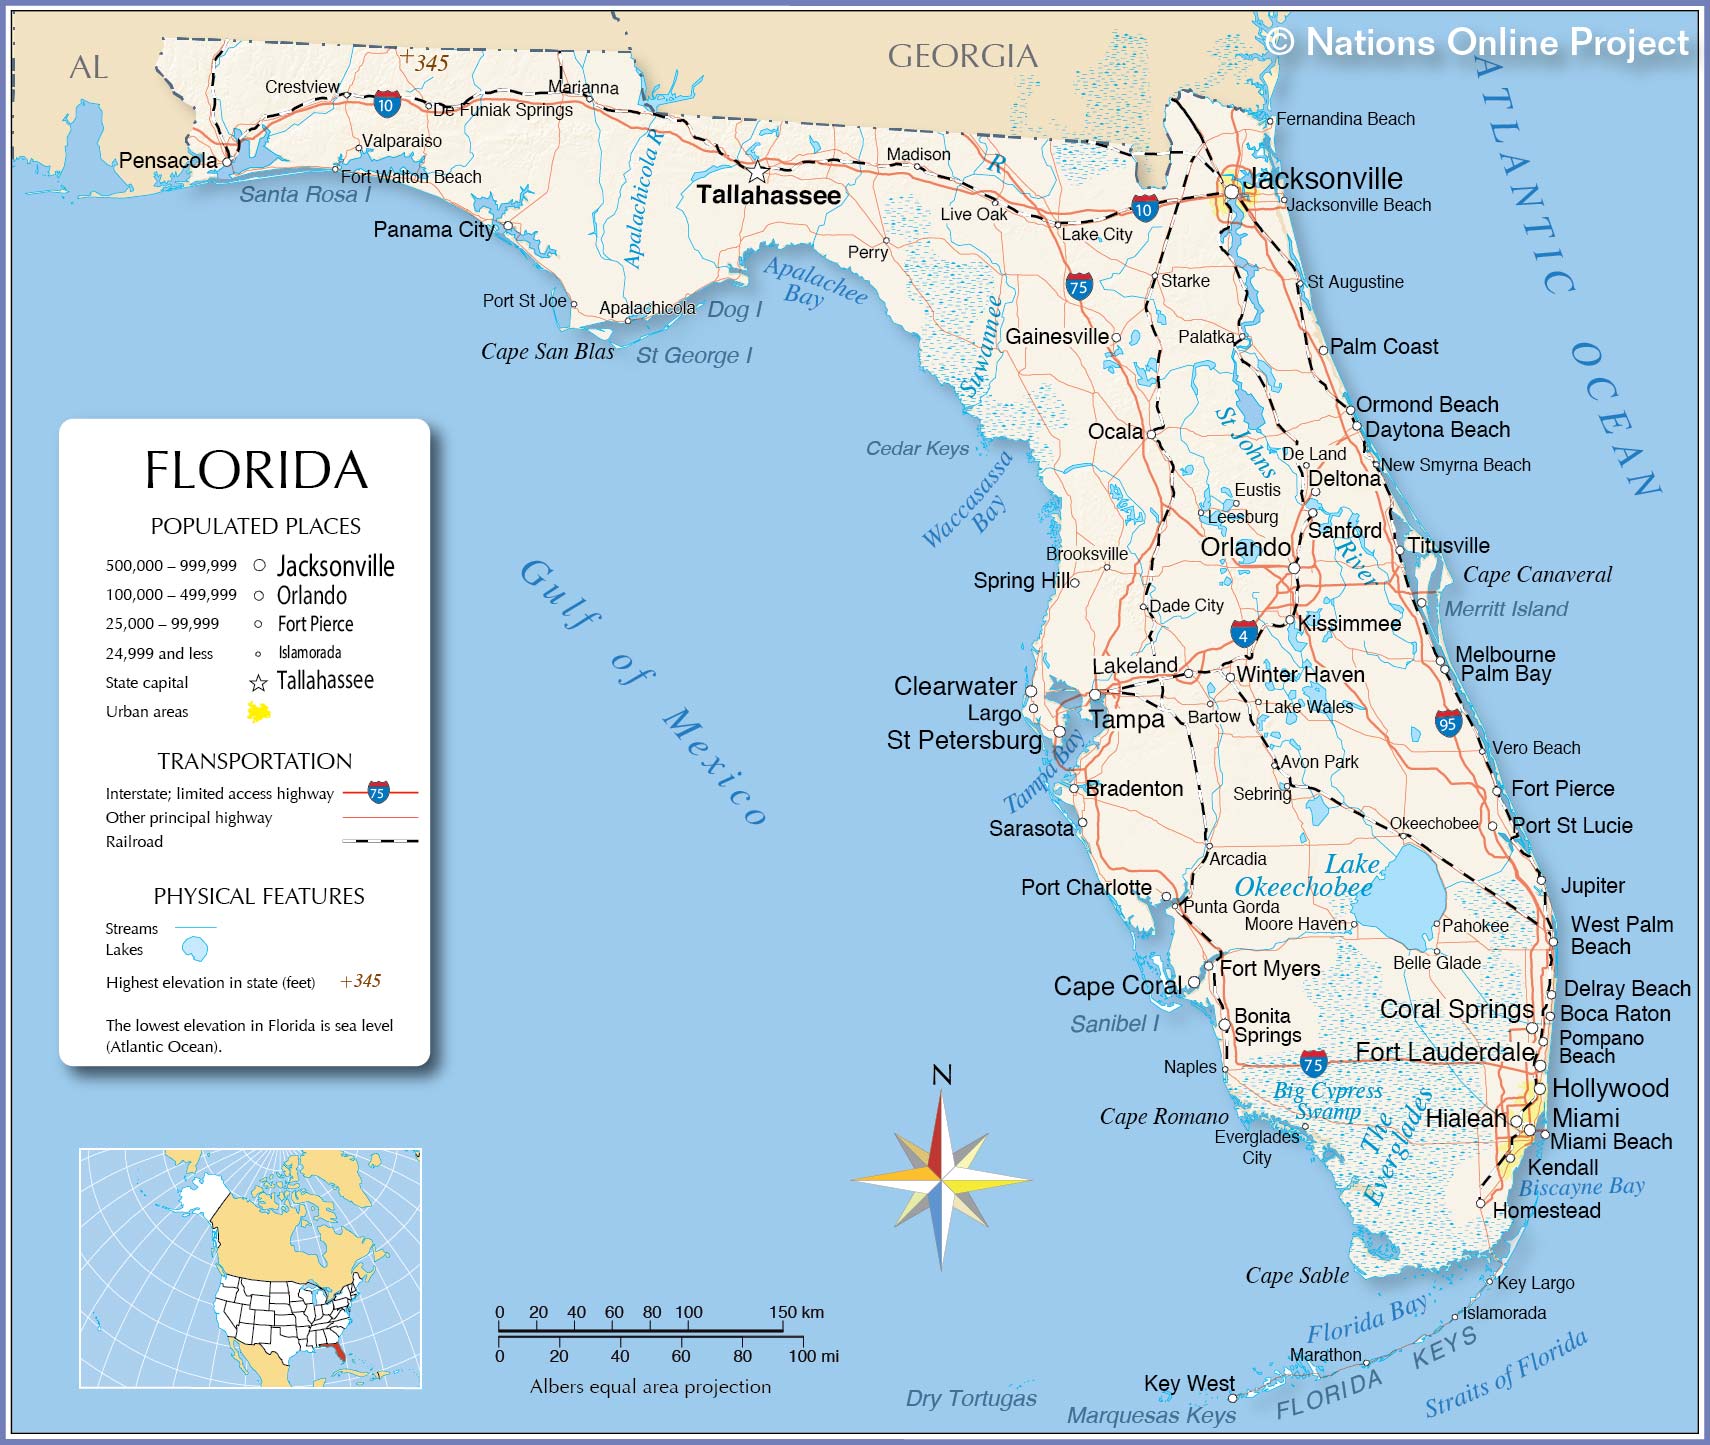 © Nations Online Project
AL
GEORGIA
+345
Crestview
10
De Funiak Springs
Marianna
Fernandina Beach
Valparaiso
Pensacola
Fort Walton Beach
Santa Rosa I
Madison
R
Jacksonville
Jacksonville Beach
Tallahassee
Apalachicola R
10
Live Oak
Lake City
Panama City
Perry
Apalachee
Bay
75
Starke
St Augustine
Port St Joe
Apalachicola
Dog I
Cape San Blas
St George I
Suwannee
Gainesville
Palatka
Palm Coast
ATLANTIC OCEAN
Ormond Beach
Daytona Beach
Ocala
St Johns
River
Cedar Keys
Waccasassa
Bay
De Land
New Smyrna Beach
Deltona
Eustis
Leesburg
Sanford
Orlando
Titusville
Brooksville
Spring Hill
Cape Canaveral
Merritt Island
Dade City
4
Kissimmee
Gulf of Mexico
Lakeland
Melbourne
Palm Bay
Clearwater
Winter Haven
Largo
Tampa
Bartow
Lake Wales
95
St Petersburg
Tampa Bay
Vero Beach
Avon Park
Bradenton
Sebring
Fort Pierce
Sarasota
Okeechobee
Port St Lucie
Arcadia
Lake
Okeechobee
Port Charlotte
Jupiter
Punta Gorda
Moore Haven
Pahokee
West Palm
Beach
Belle Glade
Fort Myers
Cape Coral
Delray Beach
Sanibel I
Bonita
Springs
Coral Springs
Boca Raton
Pompano
Beach
Fort Lauderdale
75
Naples
Big Cypress
Swamp
The
Everglades
Hollywood
Cape Romano
Hialeah
Miami
Everglades
City
Miami Beach
Kendall
Biscayne Bay
Homestead
Cape Sable
Key Largo
Florida Bay
Islamorada
Marathon
FLORIDA KEYS
Straits of Florida
Key West
Dry Tortugas
Marquesas Keys
FLORIDA
POPULATED PLACES
500,000 – 999,999 Jacksonville
100,000 – 499,999 Orlando
25,000 – 99,999 Fort Pierce
24,999 and less Islamorada
State capital Tallahassee
Urban areas
TRANSPORTATION
Interstate; limited access highway 75
Other principal highway
Railroad
PHYSICAL FEATURES
Streams
Lakes
Highest elevation in state (feet) +345
The lowest elevation in Florida is sea level
(Atlantic Ocean).
N
0 20 40 60 80 100 150 km
0 20 40 60 80 100 mi
Albers equal area projection